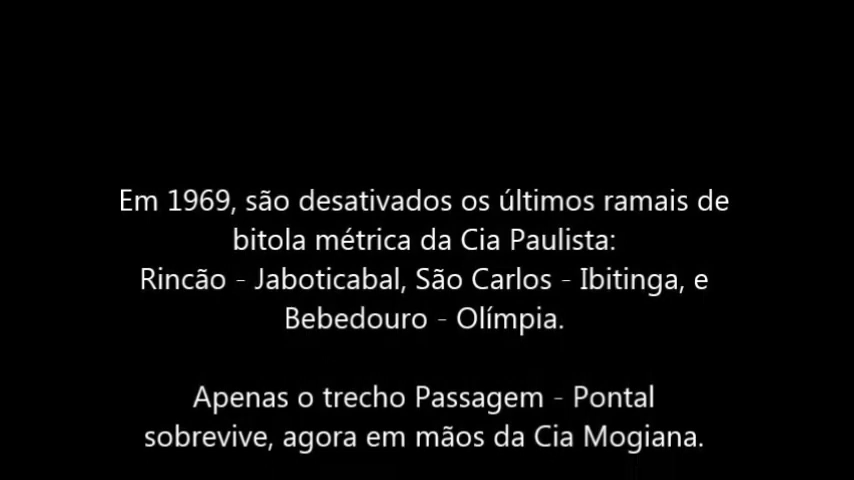 Em 1969, são desativados os últimos ramais de
bitola métrica da Cia Paulista:
Rincão - Jaboticabal, São Carlos - Ibitinga, e
Bebedouro - Olímpia.
Apenas o trecho Passagem - Pontal
sobrevive, agora em mãos da Cia Mogiana.